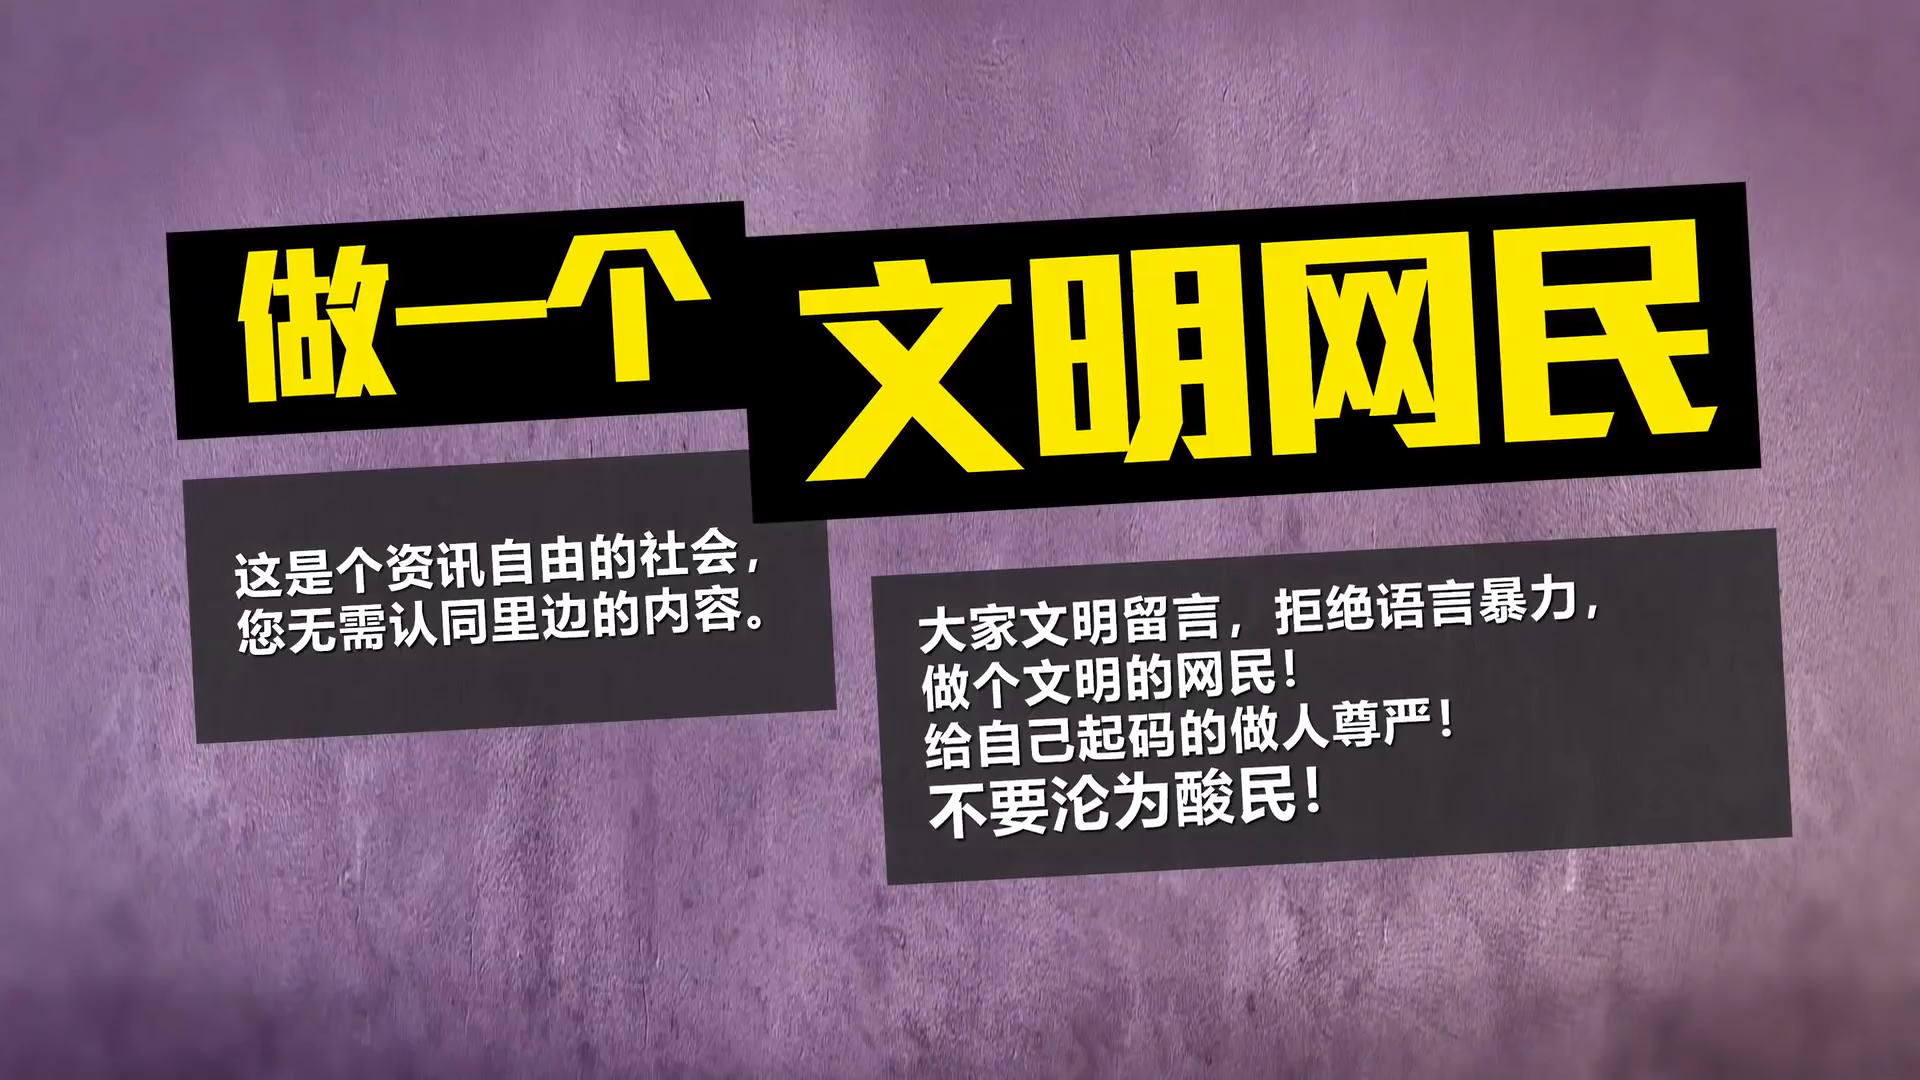 做一个
文明网民
这是个资讯自由的社会，
您无需认同里边的内容。
大家文明留言，拒绝语言暴力，
做个文明的网民！
给自己起码的做人尊严！
不要沦为酸民！